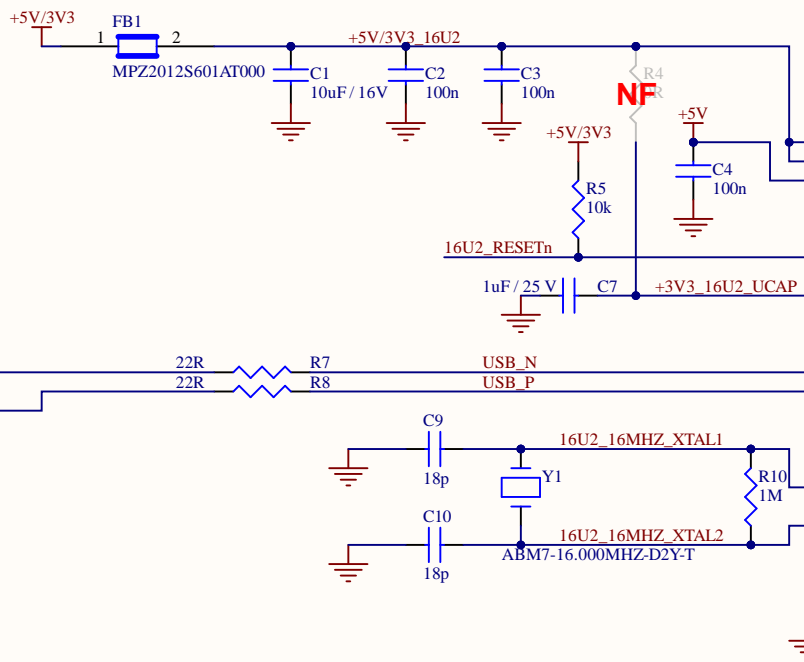 +5V/3V3
FB1
1
2
MPZ2012S601AT000
+5V/3V3_16U2
C1
10uF / 16V
C2
100n
C3
100n
R4
NF
+5V
+5V/3V3
C4
100n
R5
10k
16U2_RESETn
1uF / 25 V
C7
+3V3_16U2_UCAP
22R
R7
USB_N
22R
R8
USB_P
C9
18p
16U2_16MHZ_XTAL1
Y1
R10
1M
C10
18p
16U2_16MHZ_XTAL2
ABM7-16.000MHZ-D2Y-T